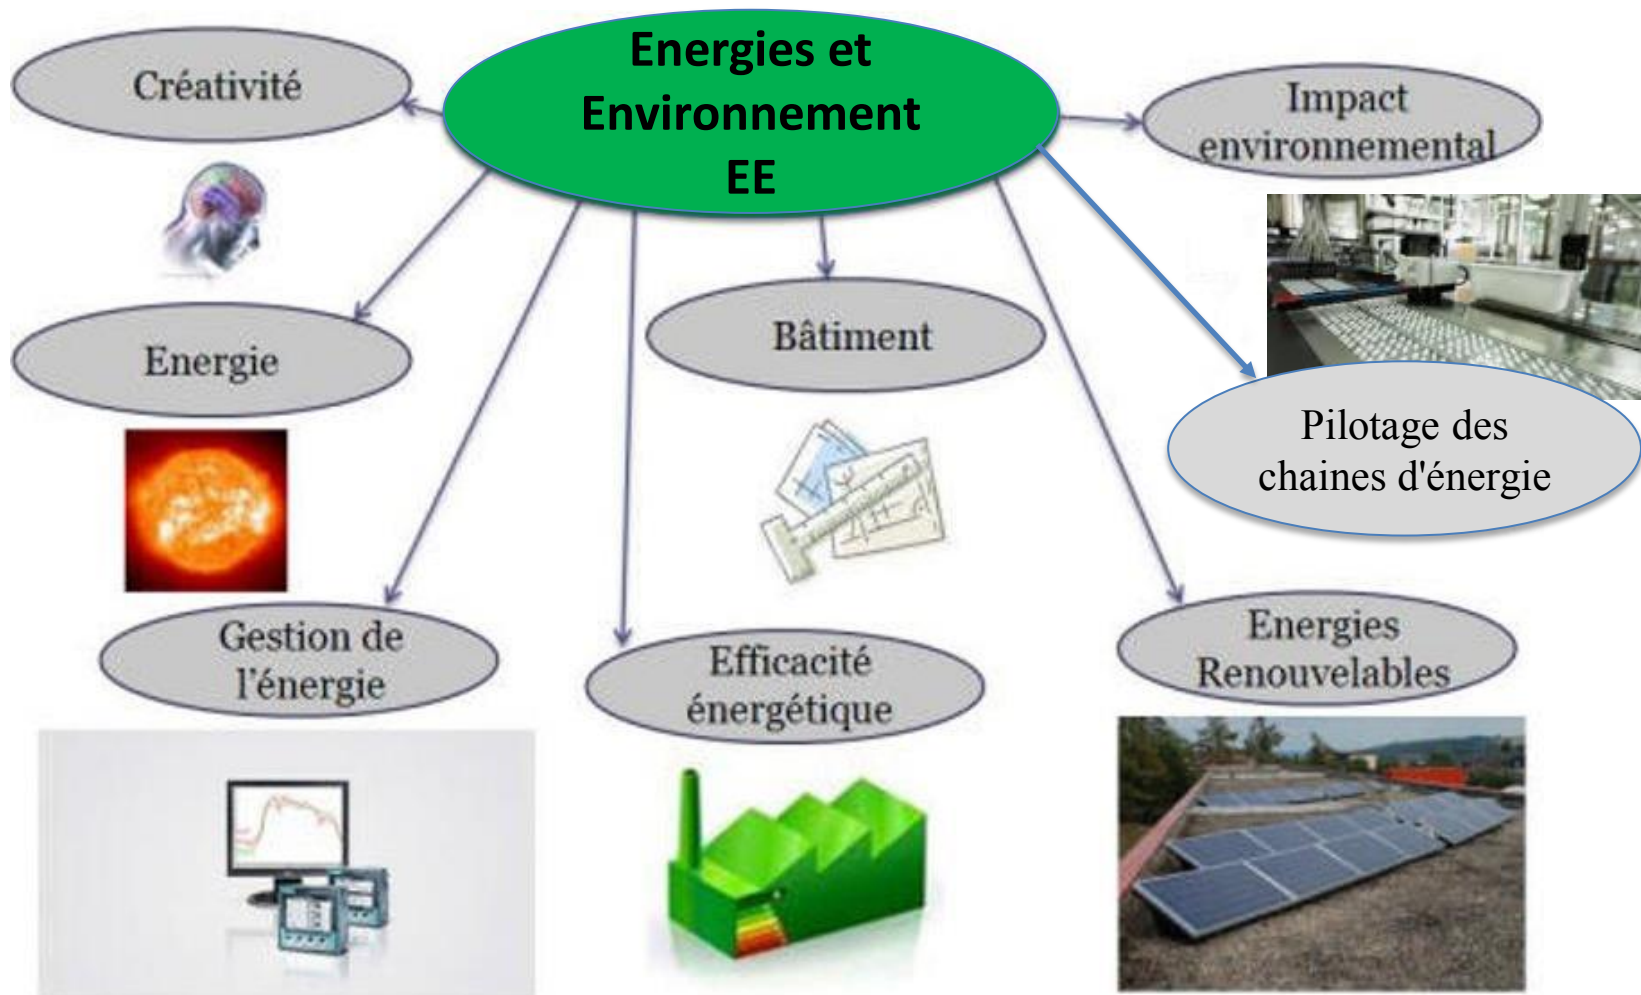 Energies et
Environnement
EE
Créativité
Impact
environnemental
Energie
Bâtiment
Pilotage des
chaines d'énergie
Gestion de
l'énergie
Efficacité
énergétique
Energies
Renouvelables